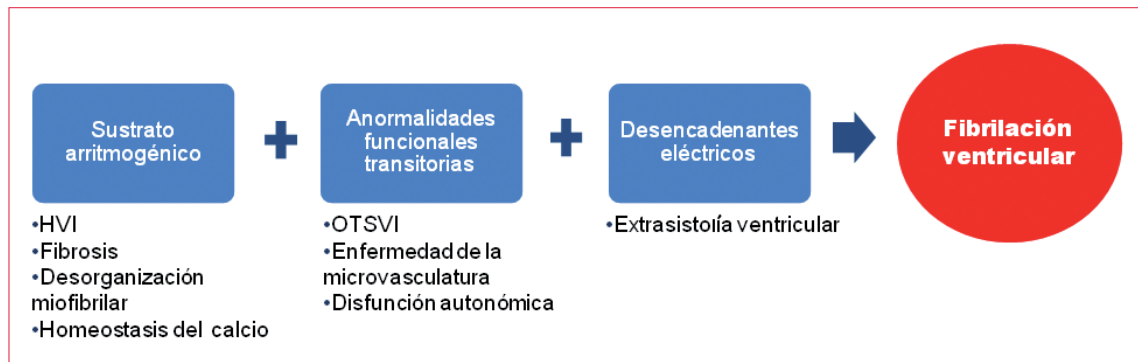 Sustrato
arritmogénico
Anormalidades
funcionales
transitorias
Desencadenantes
eléctricos
Fibrilación
ventricular
•HVI
•Fibrosis
•Desorganización
miofibrilar
•Homeostasis del calcio
•OTSVI
•Enfermedad de la
microvasculatura
•Disfunción autonómica
•Extrasistolía ventricular